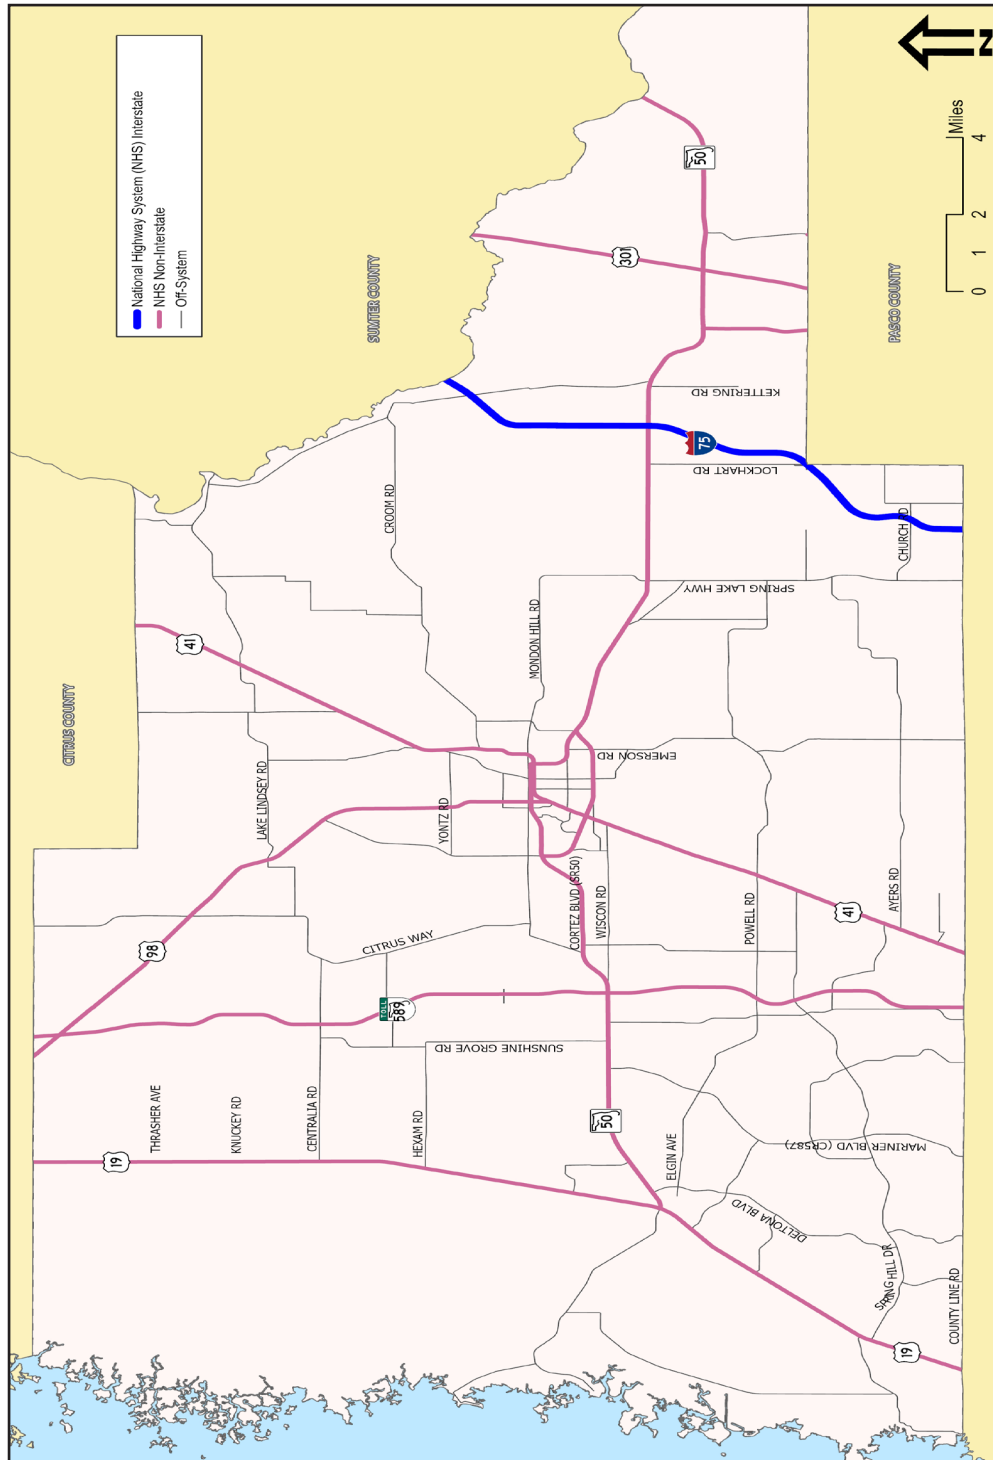 National Highway System (NHS) Interstate
NHS Non-Interstate
Off-System
N
Miles
0 1 2 4
CITRUS COUNTY
SUMTER COUNTY
PASCO COUNTY
19
98
41
TOLL
589
50
301
50
75
41
19
THRASHER AVE
KNUCKEY RD
CENTRALIA RD
HEXAM RD
SUNSHINE GROVE RD
CITRUS WAY
LAKE LINDSEY RD
YONTZ RD
CROOM RD
MONDON HILL RD
EMERSON RD
CORTEZ BLVD (SR50)
WISCON RD
KETTERING RD
LOCKHART RD
SPRING LAKE HWY
CHURCH RD
POWELL RD
AYERS RD
ELGIN AVE
MARINER BLVD (CR587)
DELTONA BLVD
SPRING HILL DR
COUNTY LINE RD